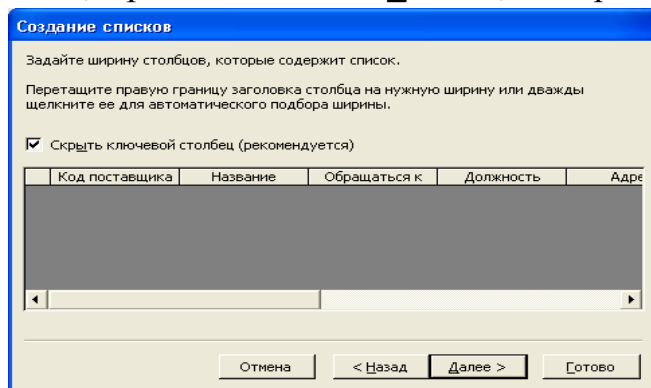 Создание списков
Задайте ширину столбцов, которые содержит список.
Перетащите правую границу заголовка столбца на нужную ширину или дважды
щелкните ее для автоматического подбора ширины.
Скрыть ключевой столбец (рекомендуется)
Код поставщика Название Обращаться к Должность Адре
Отмена < Назад Далее > Готово